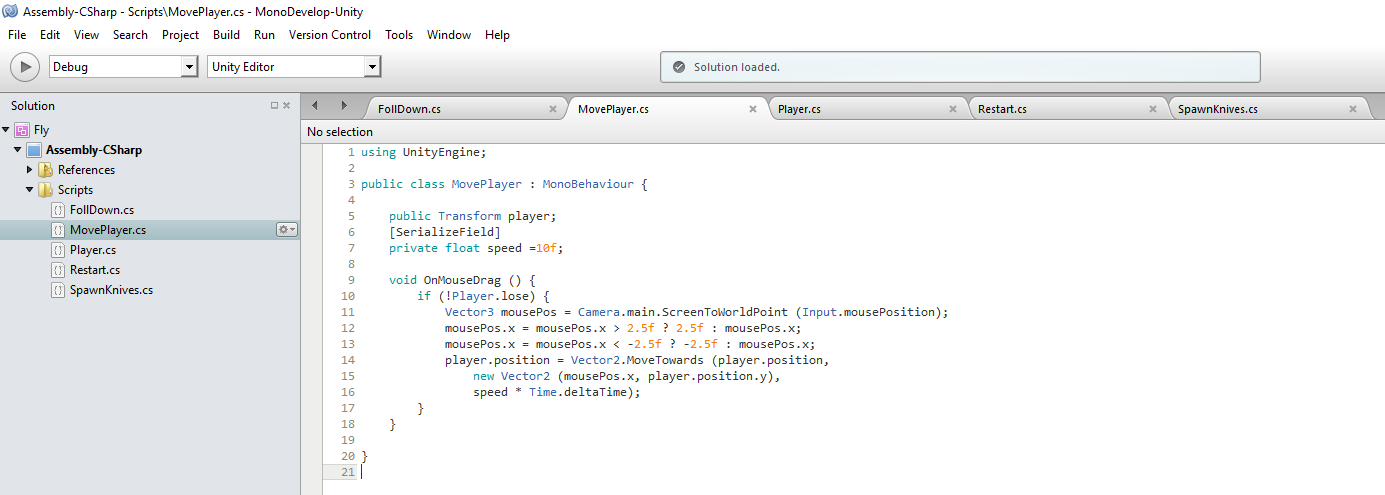 Assembly-CSharp - Scripts\MovePlayer.cs - MonoDevelop-Unity
File Edit View Search Project Build Run Version Control Tools Window Help
Debug Unity Editor Solution loaded.
Solution
FollDown.cs MovePlayer.cs Player.cs Restart.cs SpawnKnives.cs
Fly
Assembly-CSharp
References
Scripts
FollDown.cs
MovePlayer.cs
Player.cs
Restart.cs
SpawnKnives.cs
No selection
1 using UnityEngine;
2
3 public class MovePlayer : MonoBehaviour {
4
5 public Transform player;
6 [SerializeField]
7 private float speed =10f;
8
9 void OnMouseDrag () {
10 if (!Player.lose) {
11 Vector3 mousePos = Camera.main.ScreenToWorldPoint (Input.mousePosition);
12 mousePos.x = mousePos.x > 2.5f ? 2.5f : mousePos.x;
13 mousePos.x = mousePos.x < -2.5f ? -2.5f : mousePos.x;
14 player.position = Vector2.MoveTowards (player.position,
15 new Vector2 (mousePos.x, player.position.y),
16 speed * Time.deltaTime);
17 }
18 }
19
20 }
21